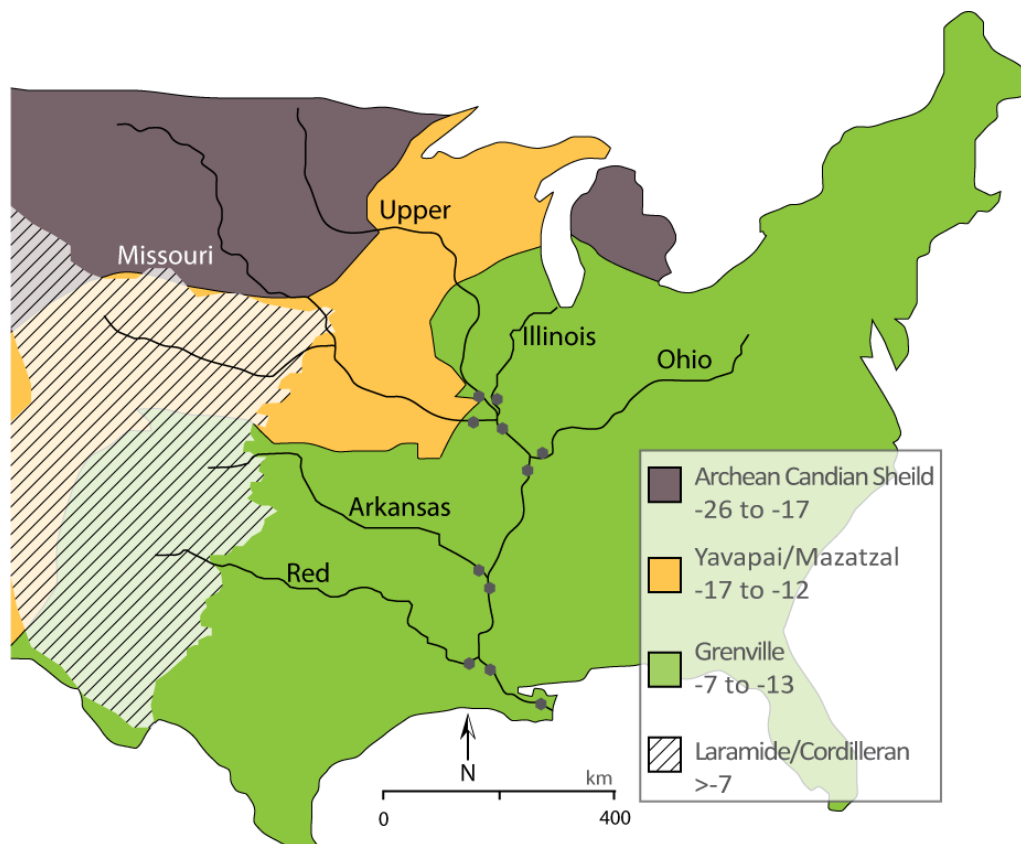 Upper
Missouri
Illinois
Ohio
Arkansas
Red
Archean Candian Sheild
-26 to -17
Yavapai/Mazatzal
-17 to -12
Grenville
-7 to -13
Laramide/Cordilleran
>-7
N
km
0
400